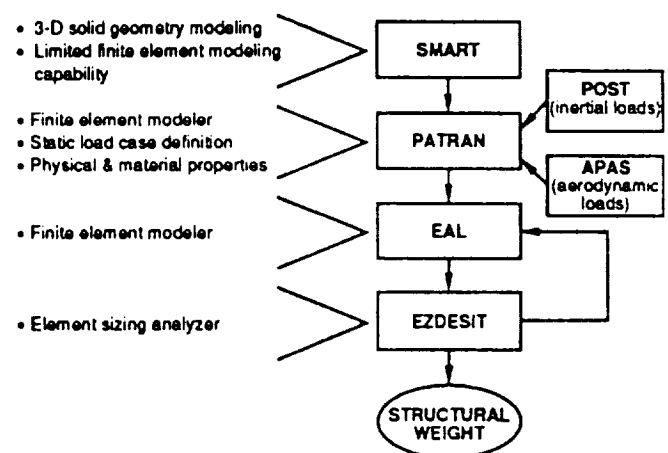 • 3-D solid geometry modeling
• Limited finite element modeling
capability
SMART
• Finite element modeler
• Static load case definition
• Physical & material properties
PATRAN
POST
(inertial loads)
APAS
(aerodynamic
loads)
• Finite element modeler
EAL
• Element sizing analyzer
EZDESIT
STRUCTURAL
WEIGHT